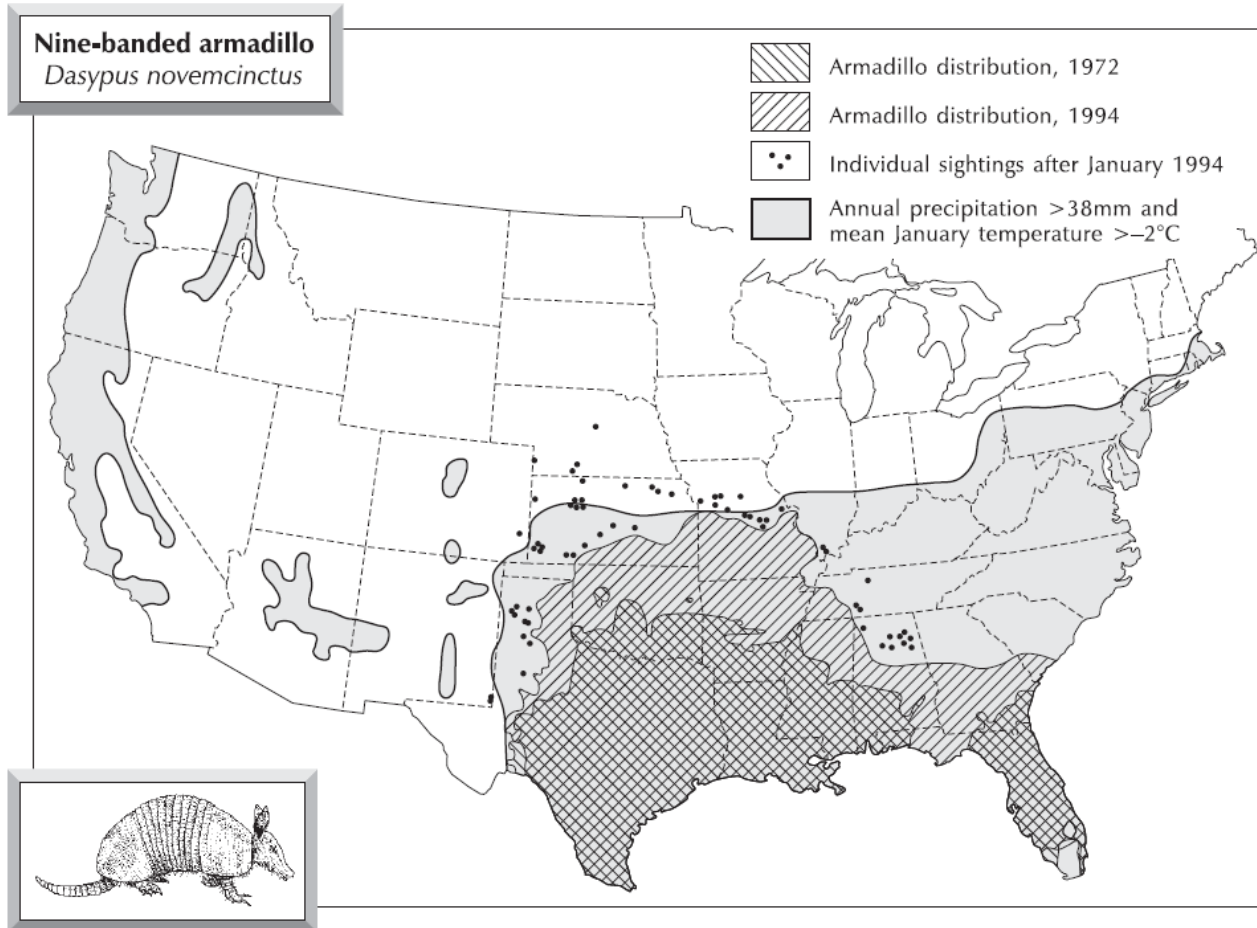 Nine-banded armadillo
Dasypus novemcinctus
Armadillo distribution, 1972
Armadillo distribution, 1994
Individual sightings after January 1994
Annual precipitation >38mm and
mean January temperature >–2°C